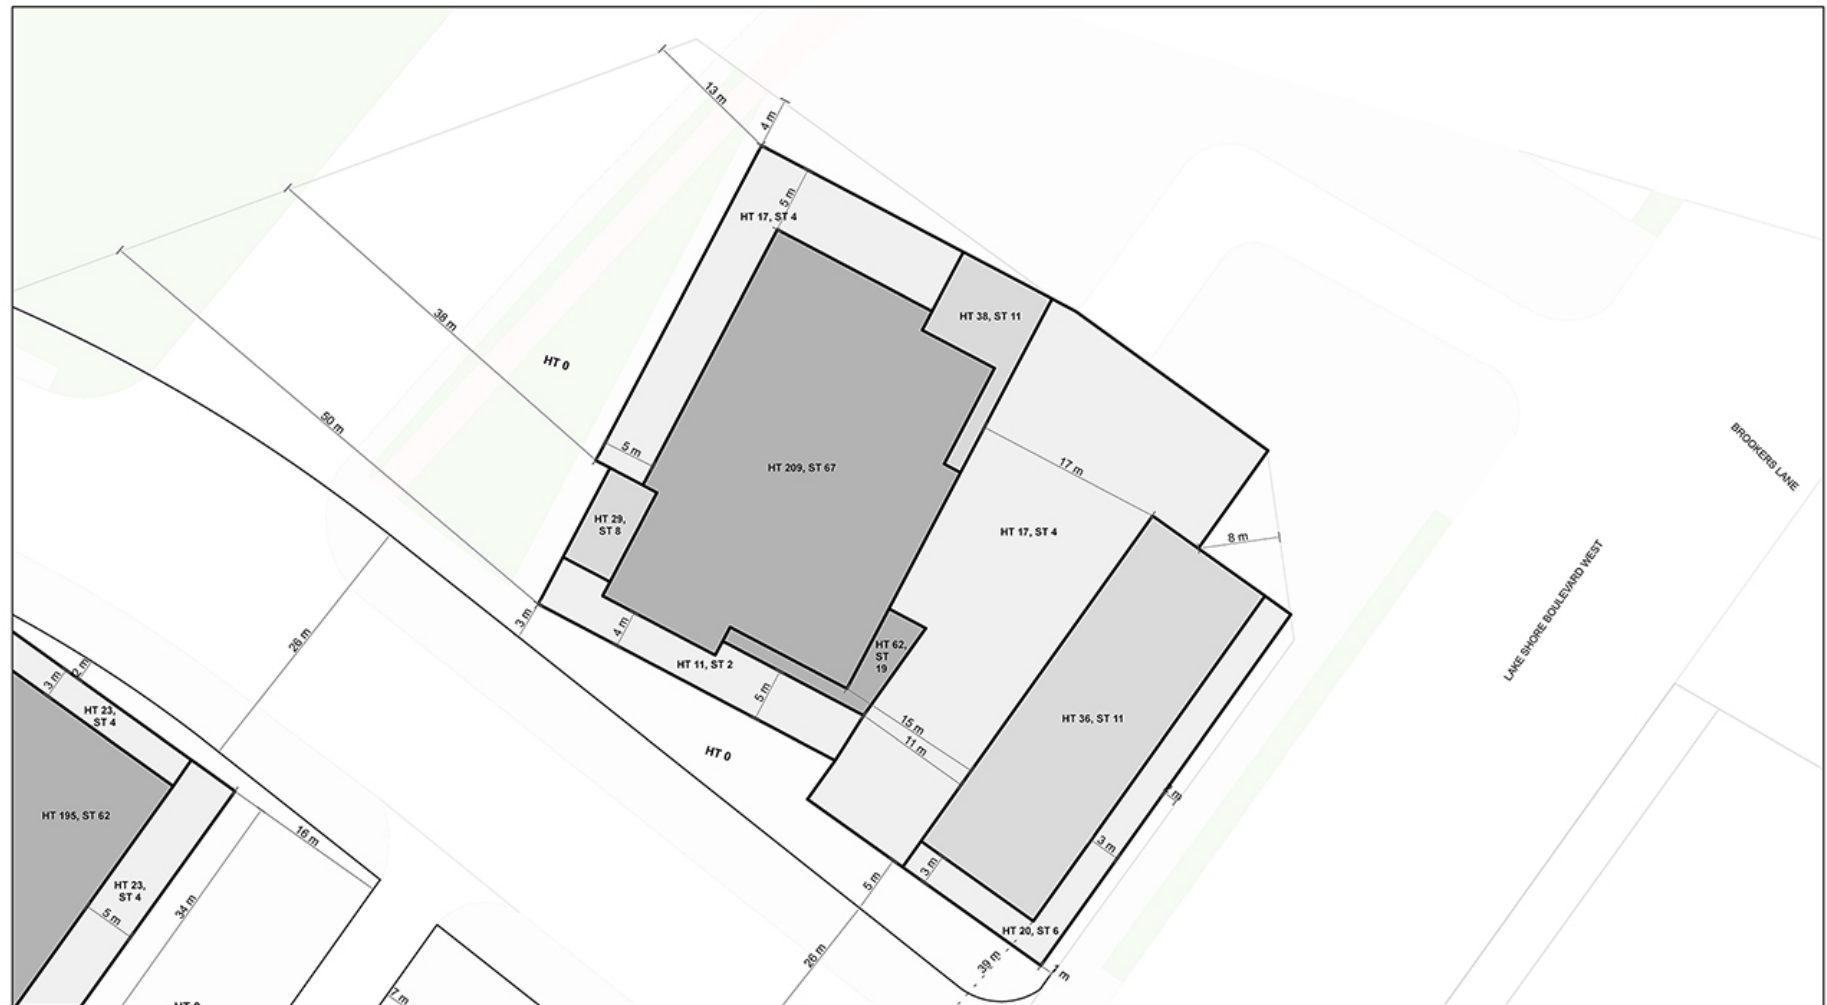 13 m
4 m
5 m
HT 17, ST 4
HT 38, ST 11
38 m
HT 0
50 m
5 m
HT 209, ST 67
17 m
BROOKERS LANE
HT 29,
ST 8
HT 17, ST 4
8 m
LAKE SHORE BOULEVARD WEST
3 m
4 m
26 m
HT 62,
ST
19
HT 11, ST 2
2 m
3 m
5 m
HT 23,
ST 4
15 m
11 m
HT 36, ST 11
HT 0
HT 195, ST 62
16 m
3 m
3 m
5 m
HT 23,
ST 4
34 m
5 m
HT 20, ST 6
26 m
39 m
1 m
7 m